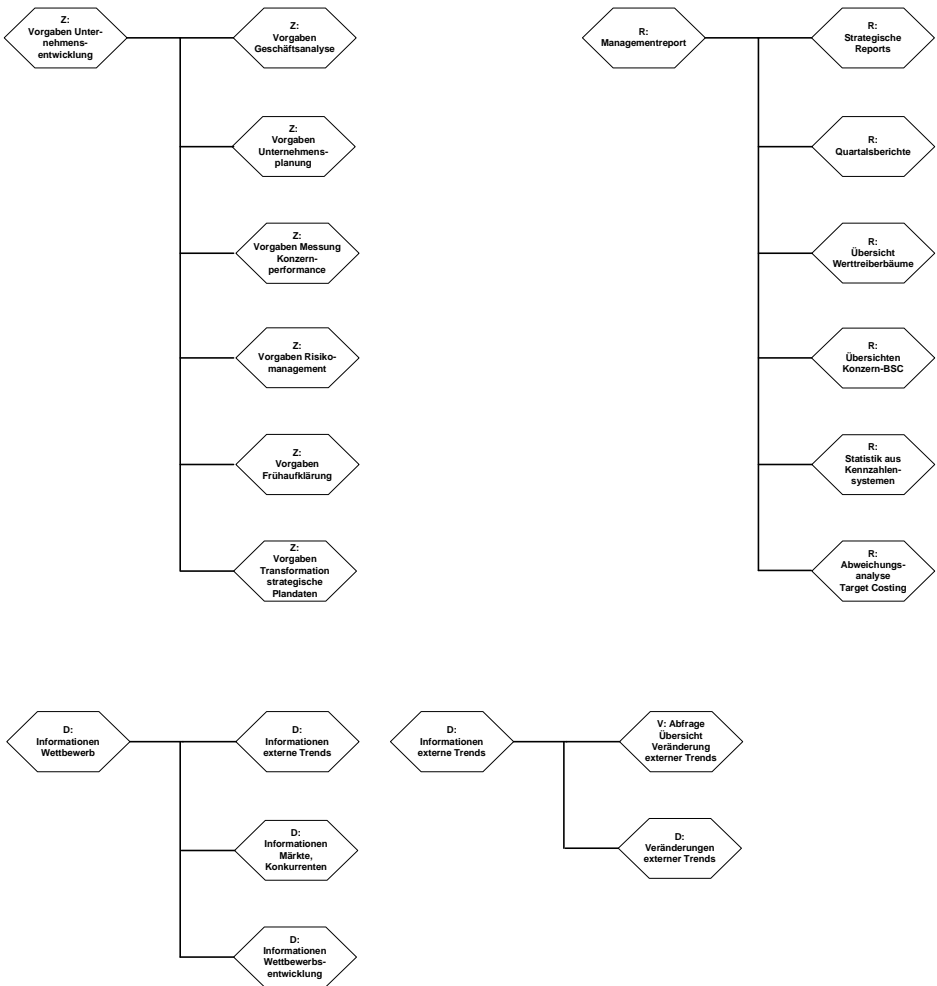 Z:
Vorgaben Unter-
nehmens-
entwicklung
Z:
Vorgaben
Geschäftsanalyse
Z:
Vorgaben
Unternehmens-
planung
Z:
Vorgaben Messung
Konzern-
performance
Z:
Vorgaben Risiko-
management
Z:
Vorgaben
Frühaufklärung
Z:
Vorgaben
Transformation
strategische
Plandaten
R:
Managementreport
R:
Strategische
Reports
R:
Quartalsberichte
R:
Übersicht
Werttreiberbäume
R:
Übersichten
Konzern-BSC
R:
Statistik aus
Kennzahlen-
systemen
R:
Abweichungs-
analyse
Target Costing
D:
Informationen
Wettbewerb
D:
Informationen
externe Trends
D:
Informationen
Märkte,
Konkurrenten
D:
Informationen
Wettbewerbs-
entwicklung
D:
Informationen
externe Trends
V: Abfrage
Übersicht
Veränderung
externer Trends
D:
Veränderungen
externer Trends